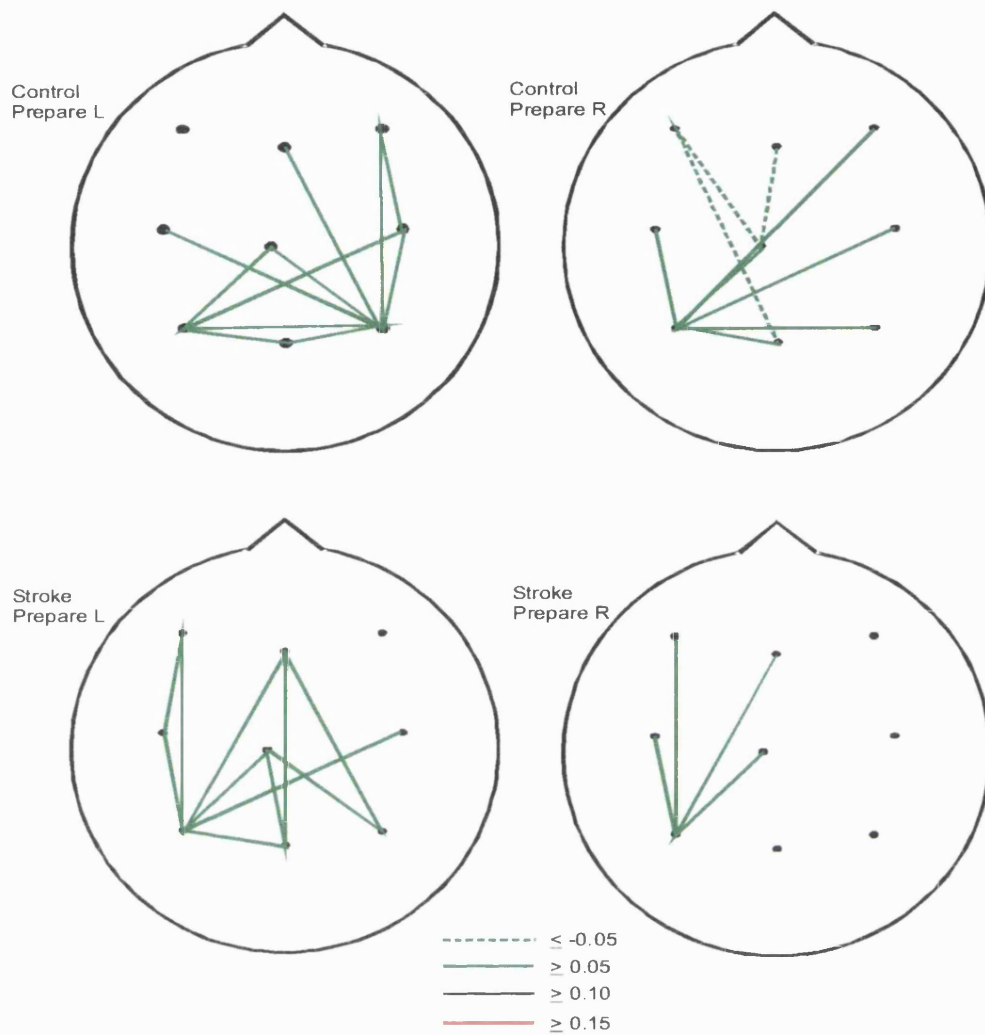 Control
Prepare L
Control
Prepare R
Stroke
Prepare L
Stroke
Prepare R
≤ -0.05
≥ 0.05
≥ 0.10
≥ 0.15